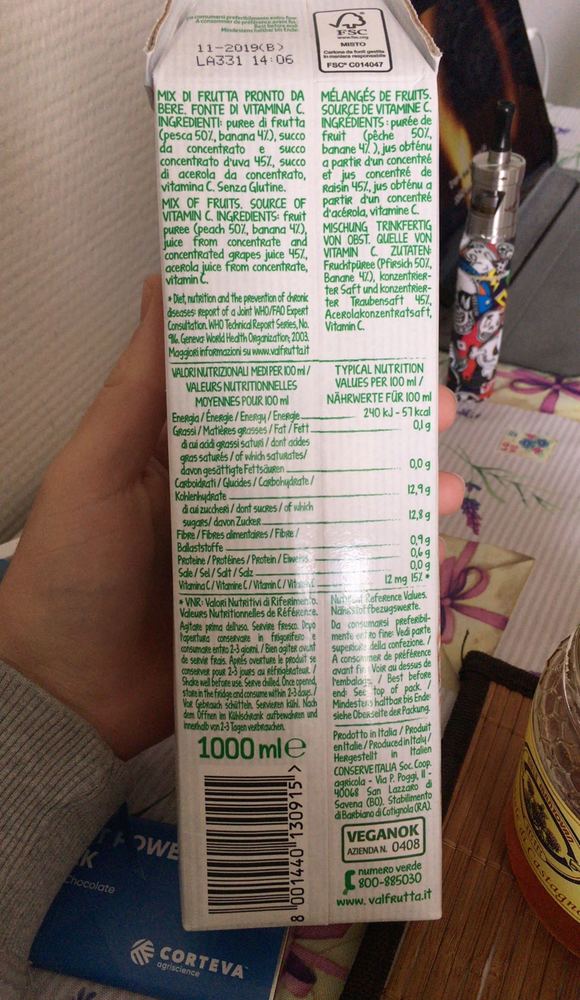 Da consumarsi preferibilmente entro fine:
A consommer de préférence avant fin:
Best before end:
Mindestens haltbar bis Ende:
11-2019(B)
LA331 14:06
FSC
www.fsc.org
MISTO
Cartone da fonti gestite
in maniera responsabile
FSC® C014047
MIX DI FRUTTA PRONTO DA
BERE. FONTE DI VITAMINA C.
INGREDIENTI: puree di frutta
(pesca 50%, banana 4%), succo
da concentrato e succo
concentrato d'uva 45%, succo
di acerola da concentrato,
vitamina C. Senza Glutine.
MIX OF FRUITS. SOURCE OF
VITAMIN C. INGREDIENTS: fruit
puree (peach 50%, banana 4%),
juice from concentrate and
concentrated grapes juice 45%,
acerola juice from concentrate,
vitamin C.
* Diet, nutrition and the prevention of chronic
diseases: report of a Joint WHO/FAO Expert
Consultation. WHO Technical Report Series, No.
916. Geneva: World Health Organization, 2003.
Maggiori informazioni su www.valfrutta.it
MÉLANGÉS DE FRUITS.
SOURCE DE VITAMINE C.
INGRÉDIENTS : purée de
fruit (pêche 50%,
banane 4% ), jus obténu
a partir d'un concentré
et jus concentré de
Raisin 45%, jus obténu a
partir d'un concentré
d'acérola, vitamine C.
MISCHUNG TRINKFERTIG
VON OBST. QUELLE VON
VITAMIN C. ZUTATEN:
Fruchtpüree (Pfirsich 50%,
Banane 4%), konzentrier-
ter Saft und konzentrier-
ter Traubensaft 45%,
Acerolakonzentratsaft,
Vitamin C.
VALORI NUTRIZIONALI MEDI PER 100 ml /
VALEURS NUTRITIONNELLES
MOYENNES POUR 100 ml
TYPICAL NUTRITION
VALUES PER 100 ml /
NÄHRWERTE FÜR 100 ml
Energia / Énergie / Energy / Energie 240 kJ - 57 kcal
Grassi / Matières grasses / Fat / Fett 0,1 g
di cui acidi grassi saturi / dont acides
gras saturés / of which saturates/
davon gesättigte Fettsäuren 0,0 g
Carboidrati / Glucides / Carbohydrate /
Kohlenhydrate 12,9 g
di cui zuccheri / dont sucres / of which
sugars/ davon Zucker 12,8 g
Fibre / Fibres alimentaires / Fibre /
Ballaststoffe 0,9 g
Proteine / Protéines / Protein / Eiweiss 0,6 g
Sale / Sel / Salt / Salz 0,0 g
Vitamina C / Vitamine C / Vitamin C / Vitamin C 12 mg 15% *
* VNR: Valori Nutritivi di Riferimento.
Valeurs Nutritionnelles de Référence.
Nutrient Reference Values.
Nährstoffbezugswerte.
Agitare prima dell'uso. Servire fresco. Dopo
l'apertura conservare in frigorifero e
consumare entro 2-3 giorni. / Bien agiter avant
de servir frais. Après ouverture le produit se
conservér pour 2-3 jours au réfrigérateur. /
Shake well before use. Serve chilled. Once opened,
store in the fridge and consume within 2-3 days. /
Vor Gebrauch schütteln. Servieren kühl. Nach
dem Öffnen im Kühlschrank aufbewahren und
innerhalb von 2-3 Tagen verbrauchen.
Da consumarsi preferibil-
mente entro fine: Vedi parte
superiore della confezione. /
A consommer de préférence
avant fin: Voir au dessus de
l'embalage. / Best before
end: See top of pack. /
Mindestens haltbar bis Ende:
siehe Oberseite der Packung.
1000 ml e
Prodotto in Italia / Produit
en Italie / Produced in Italy /
Hergestellt in Italien
CONSERVE ITALIA Soc. Coop.
agricola - Via P. Poggi, 11 -
40068 San Lazzaro di
Savena (BO). Stabilimento
di Barbiano di Cotignola (RA).
VEGANOK
AZIENDA N. 0408
numero verde
800-885030
www.valfrutta.it
8 001440 130915 >
OWE
K
Chocolate
CORTEVA
agriscience